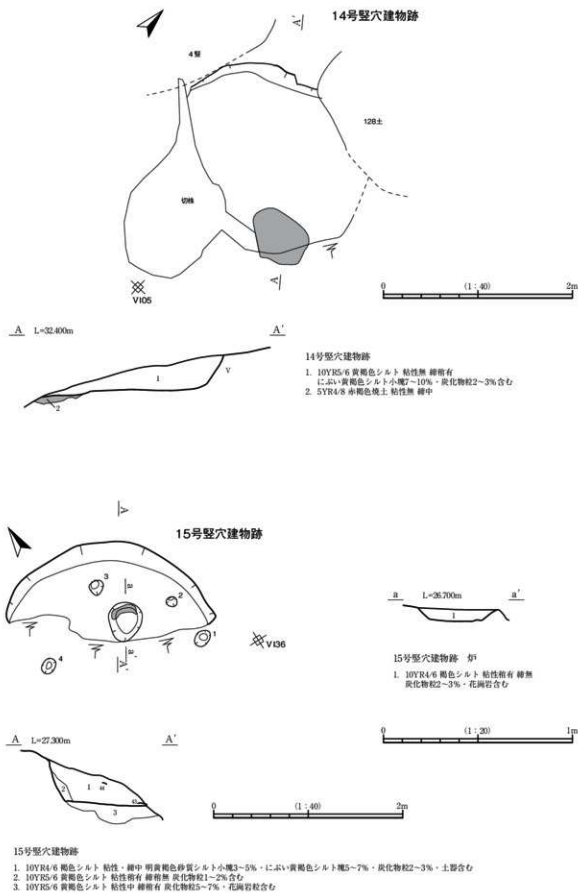 14号竪穴建物跡
A'
4竪
128土
切株
A
VI05
0 (1:40) 2m
A L=32.400m A'
1
V
2
14号竪穴建物跡
1. 10YR5/6 黄褐色シルト 粘性無 締稍有
にぶい黄褐色シルト小塊7~10%・炭化物粒2~3%含む
2. 5YR4/8 赤褐色焼土 粘性無 締中
15号竪穴建物跡
3
a
2
1
VI36
4
a'
a L=26.700m a'
1
15号竪穴建物跡 炉
1. 10YR4/6 褐色シルト 粘性稍有 締無
炭化物粒2~3%・花崗岩含む
0 (1:20) 1m
A L=27.300m A'
1
2
3
0 (1:40) 2m
15号竪穴建物跡
1. 10YR4/6 褐色シルト 粘性・締中 明黄褐色砂質シルト小塊3~5%・にぶい黄褐色シルト塊5~7%・炭化物粒2~3%・土器含む
2. 10YR5/6 黄褐色シルト 粘性稍有 締稍無 炭化物粒1~2%含む
3. 10YR5/6 黄褐色シルト 粘性中 締稍有 炭化物粒5~7%・花崗岩粒含む